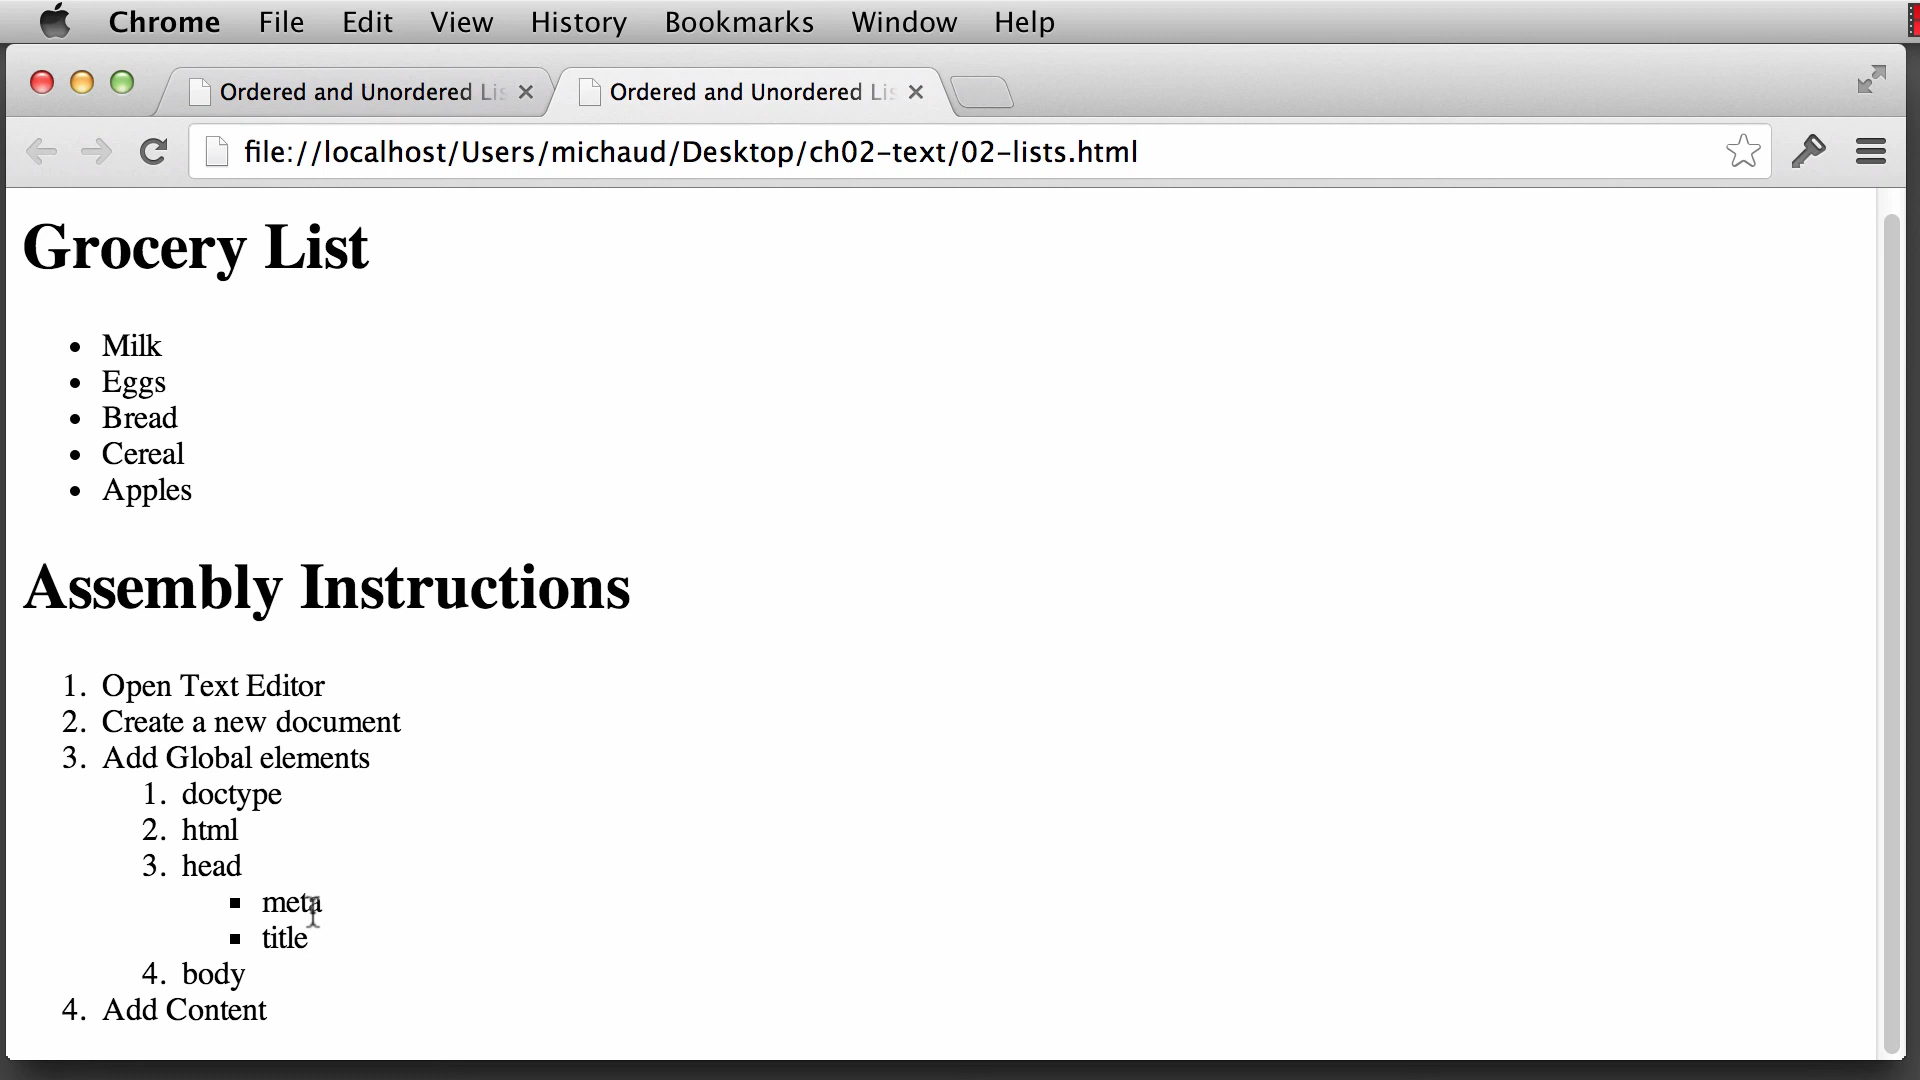 Chrome File Edit View History Bookmarks Window Help
Ordered and Unordered Lis Ordered and Unordered Lis
file://localhost/Users/michaud/Desktop/ch02-text/02-lists.html
Grocery List
• Milk
• Eggs
• Bread
• Cereal
• Apples
Assembly Instructions
1. Open Text Editor
2. Create a new document
3. Add Global elements
1. doctype
2. html
3. head
▪ meta
▪ title
4. body
4. Add Content